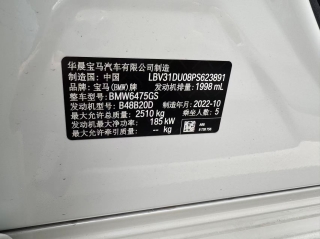 华晨宝马汽车有限公司制造
制造国：中国 LBV31DU08PS623891
品牌：宝马(BMW)牌 发动机排量：1998 mL
整车型号：BMW6475GS
发动机型号：B48B20D 制造年月：2022-10
最大允许总质量：2510 kg 乘坐人数：5
发动机最大净功率：185 kW
最大允许牵引质量：-- kg